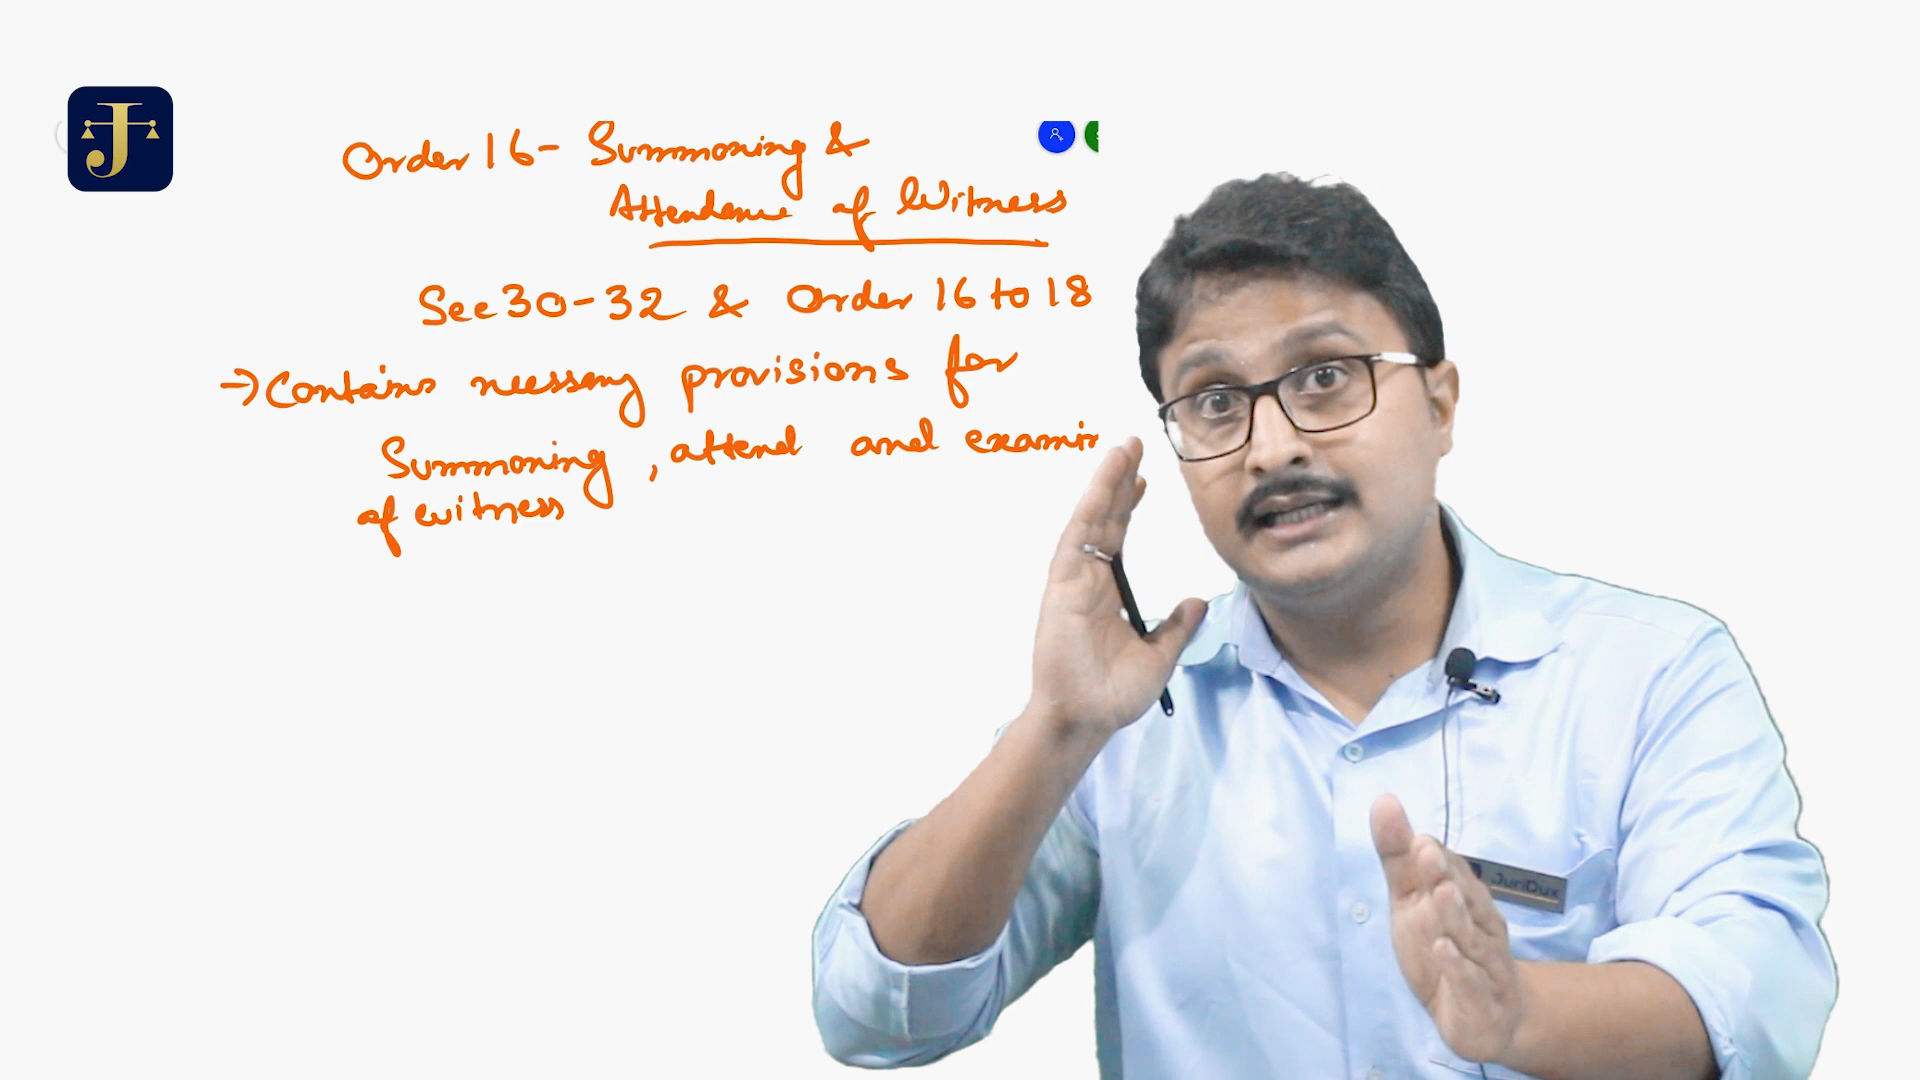 Order 16- Summoning &
Attendance of Witness
Sec 30-32 & Order 16 to 18
→ Contains necessary provisions for
Summoning, attend and examin
of witness
J
JuriDux